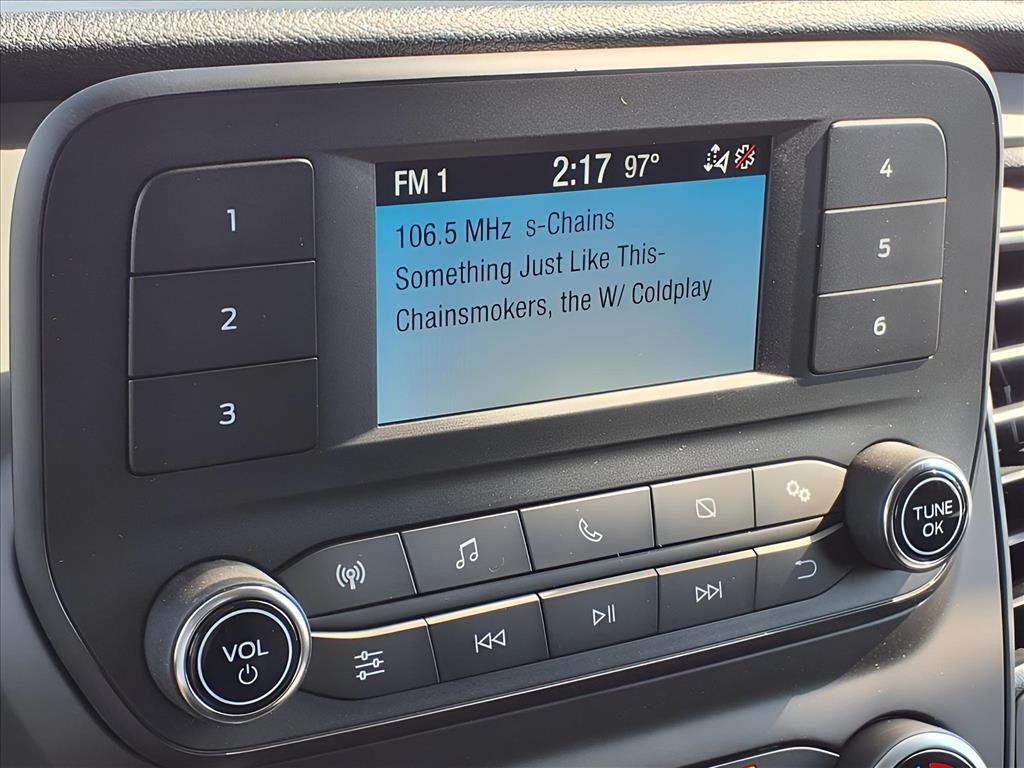 FM 1 2:17 97°
106.5 MHz s-Chains
Something Just Like This-
Chainsmokers, the W/ Coldplay
1
2
3
4
5
6
VOL
TUNE
OK